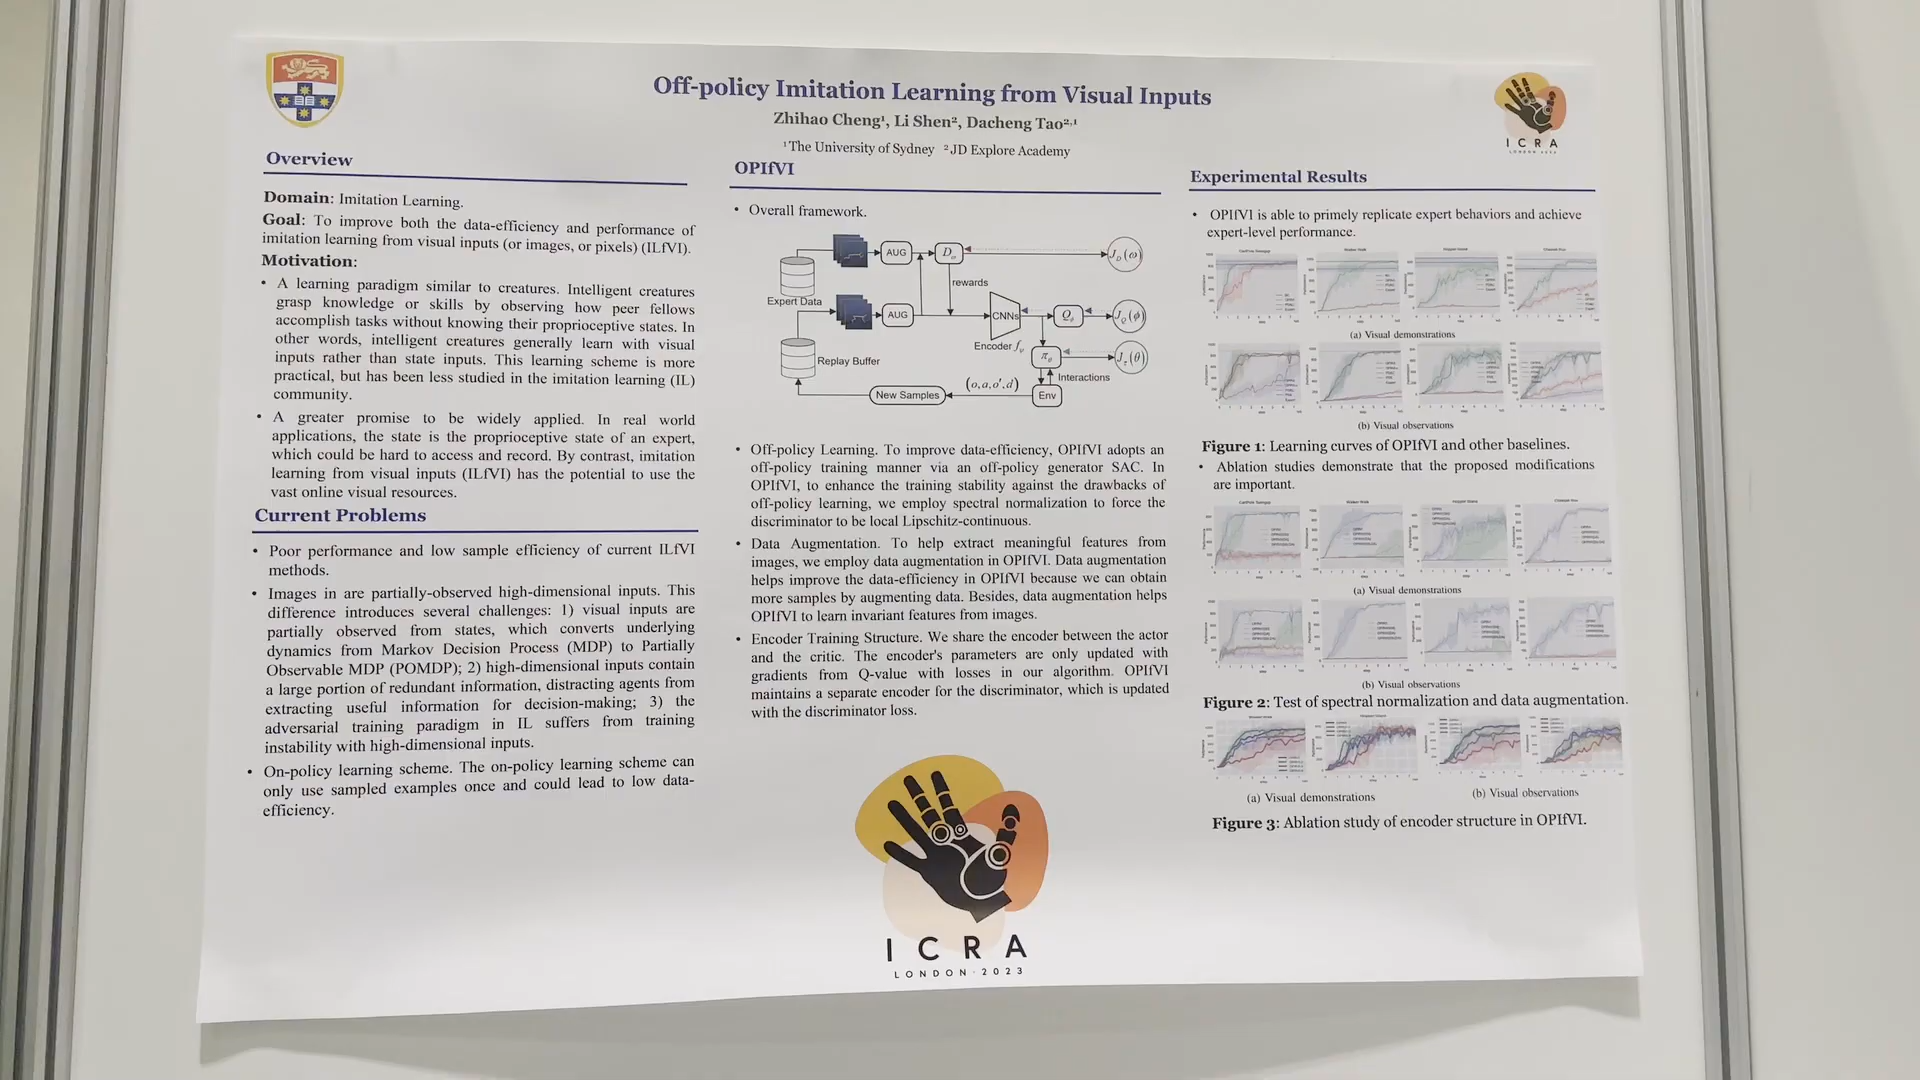 Off-policy Imitation Learning from Visual Inputs
Zhihao Cheng¹, Li Shen², Dacheng Tao²,¹
¹The University of Sydney ²JD Explore Academy
ICRA
LONDON 2023
Overview
Domain: Imitation Learning.
Goal: To improve both the data-efficiency and performance of
imitation learning from visual inputs (or images, or pixels) (ILfVI).
Motivation:
• A learning paradigm similar to creatures. Intelligent creatures
grasp knowledge or skills by observing how peer fellows
accomplish tasks without knowing their proprioceptive states. In
other words, intelligent creatures generally learn with visual
inputs rather than state inputs. This learning scheme is more
practical, but has been less studied in the imitation learning (IL)
community.
• A greater promise to be widely applied. In real world
applications, the state is the proprioceptive state of an expert,
which could be hard to access and record. By contrast, imitation
learning from visual inputs (ILfVI) has the potential to use the
vast online visual resources.
Current Problems
• Poor performance and low sample efficiency of current ILfVI
methods.
• Images in are partially-observed high-dimensional inputs. This
difference introduces several challenges: 1) visual inputs are
partially observed from states, which converts underlying
dynamics from Markov Decision Process (MDP) to Partially
Observable MDP (POMDP); 2) high-dimensional inputs contain
a large portion of redundant information, distracting agents from
extracting useful information for decision-making; 3) the
adversarial training paradigm in IL suffers from training
instability with high-dimensional inputs.
• On-policy learning scheme. The on-policy learning scheme can
only use sampled examples once and could lead to low data-
efficiency.
OPIfVI
• Overall framework.
AUG
D_ω
J_D(ω)
Expert Data
rewards
AUG
CNNs
Q_ϕ
J_Q(ϕ)
Encoder f_ψ
Replay Buffer
π_θ
J_π(θ)
(o,a,o',d)
Interactions
New Samples
Env
• Off-policy Learning. To improve data-efficiency, OPIfVI adopts an
off-policy training manner via an off-policy generator SAC. In
OPIfVI, to enhance the training stability against the drawbacks of
off-policy learning, we employ spectral normalization to force the
discriminator to be local Lipschitz-continuous.
• Data Augmentation. To help extract meaningful features from
images, we employ data augmentation in OPIfVI. Data augmentation
helps improve the data-efficiency in OPIfVI because we can obtain
more samples by augmenting data. Besides, data augmentation helps
OPIfVI to learn invariant features from images.
• Encoder Training Structure. We share the encoder between the actor
and the critic. The encoder's parameters are only updated with
gradients from Q-value with losses in our algorithm. OPIfVI
maintains a separate encoder for the discriminator, which is updated
with the discriminator loss.
ICRA
LONDON · 2023
Experimental Results
• OPIfVI is able to primely replicate expert behaviors and achieve
expert-level performance.
(a) Visual demonstrations
(b) Visual observations
Figure 1: Learning curves of OPIfVI and other baselines.
• Ablation studies demonstrate that the proposed modifications
are important.
(a) Visual demonstrations
(b) Visual observations
Figure 2: Test of spectral normalization and data augmentation.
(a) Visual demonstrations
(b) Visual observations
Figure 3: Ablation study of encoder structure in OPIfVI.